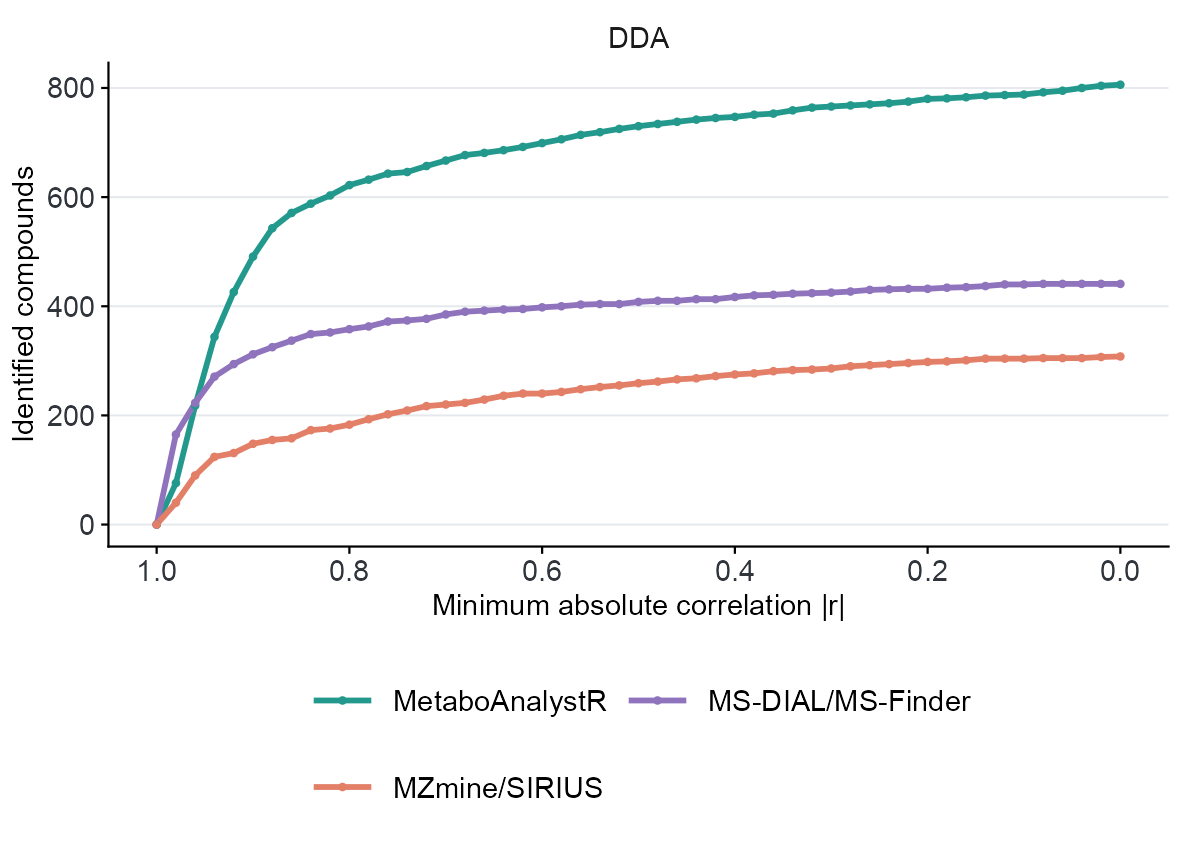 DDA
Identified compounds
800
600
400
200
0
1.0 0.8 0.6 0.4 0.2 0.0
Minimum absolute correlation |r|
MetaboAnalystR MS-DIAL/MS-Finder
MZmine/SIRIUS